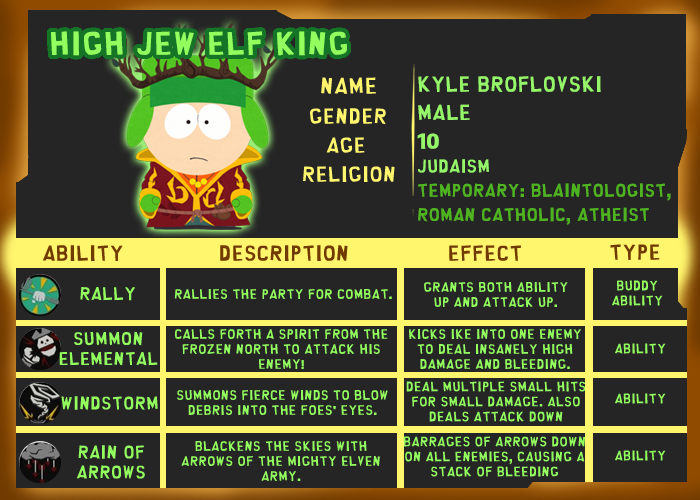 HIGH JEW ELF KING
NAME KYLE BROFLOVSKI
GENDER MALE
AGE 10
RELIGION JUDAISM
TEMPORARY: BLAINTOLOGIST,
ROMAN CATHOLIC, ATHEIST
ABILITY DESCRIPTION EFFECT TYPE
RALLY
RALLIES THE PARTY FOR COMBAT.
GRANTS BOTH ABILITY
UP AND ATTACK UP.
BUDDY
ABILITY
SUMMON
ELEMENTAL
CALLS FORTH A SPIRIT FROM THE
FROZEN NORTH TO ATTACK HIS
ENEMY!
KICKS IKE INTO ONE ENEMY
TO DEAL INSANELY HIGH
DAMAGE AND BLEEDING.
ABILITY
WINDSTORM
SUMMONS FIERCE WINDS TO BLOW
DEBRIS INTO THE FOES' EYES.
DEAL MULTIPLE SMALL HITS
FOR SMALL DAMAGE. ALSO
DEALS ATTACK DOWN
ABILITY
RAIN OF
ARROWS
BLACKENS THE SKIES WITH
ARROWS OF THE MIGHTY ELVEN
ARMY.
BARRAGES OF ARROWS DOWN
ON ALL ENEMIES, CAUSING A
STACK OF BLEEDING
ABILITY